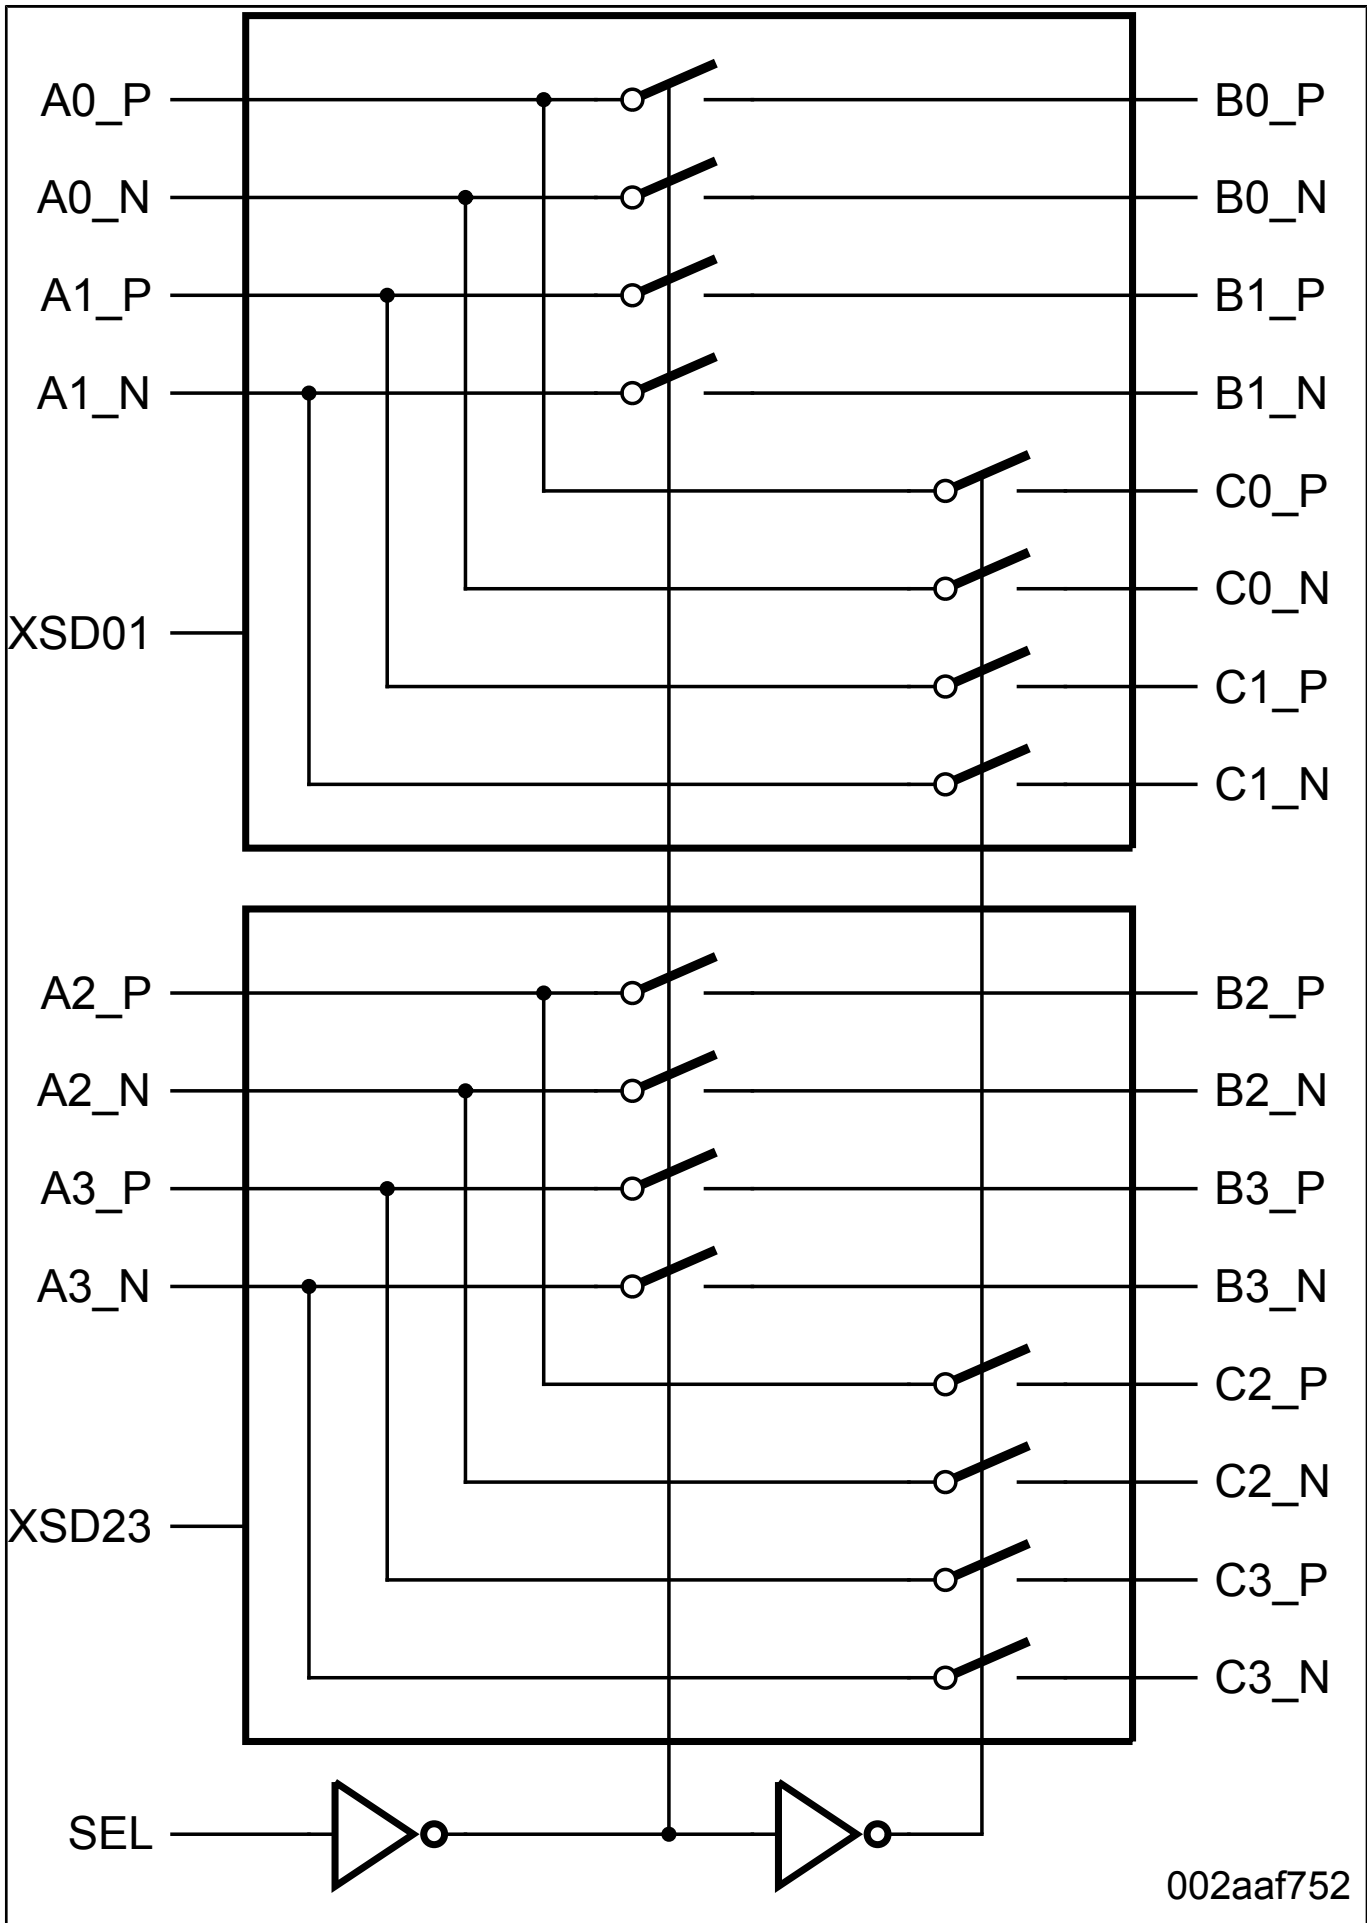 A0_P B0_P
A0_N B0_N
A1_P B1_P
A1_N B1_N
C0_P
C0_N
XSD01
C1_P
C1_N
A2_P B2_P
A2_N B2_N
A3_P B3_P
A3_N B3_N
C2_P
C2_N
XSD23
C3_P
C3_N
SEL
002aaf752